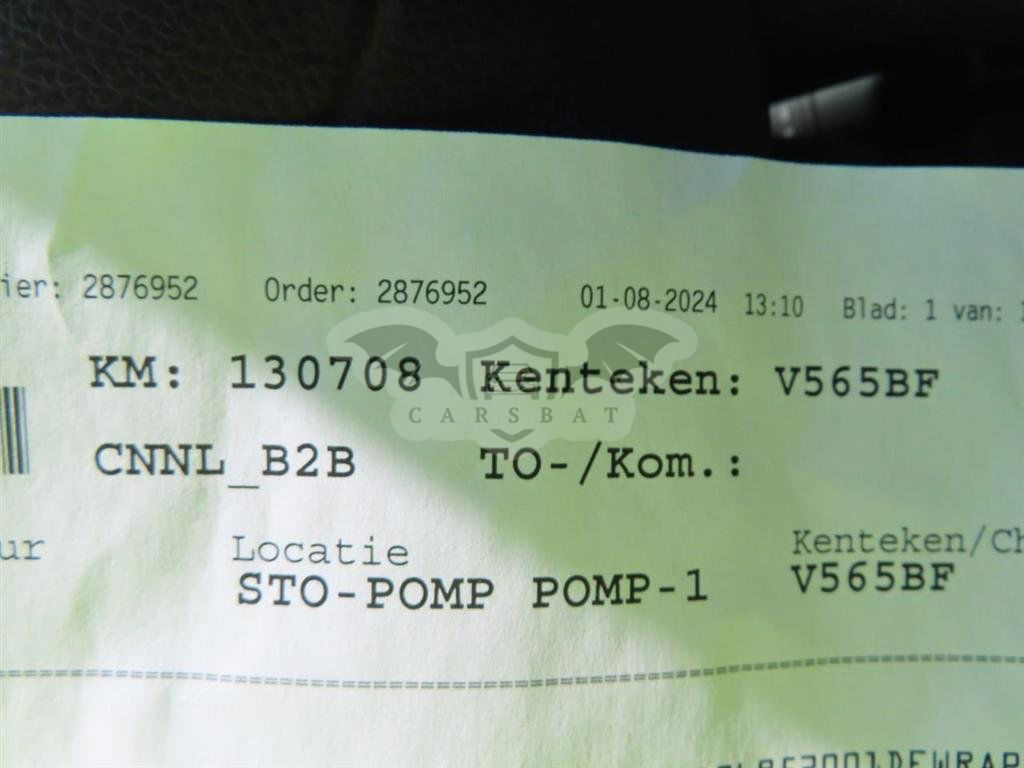 ier: 2876952 Order: 2876952 01-08-2024 13:10 Blad: 1 van:
KM: 130708 Kenteken: V565BF
CARSBAT
CNNL_B2B TO-/Kom.:
ur Locatie Kenteken/Ch
STO-POMP POMP-1 V565BF